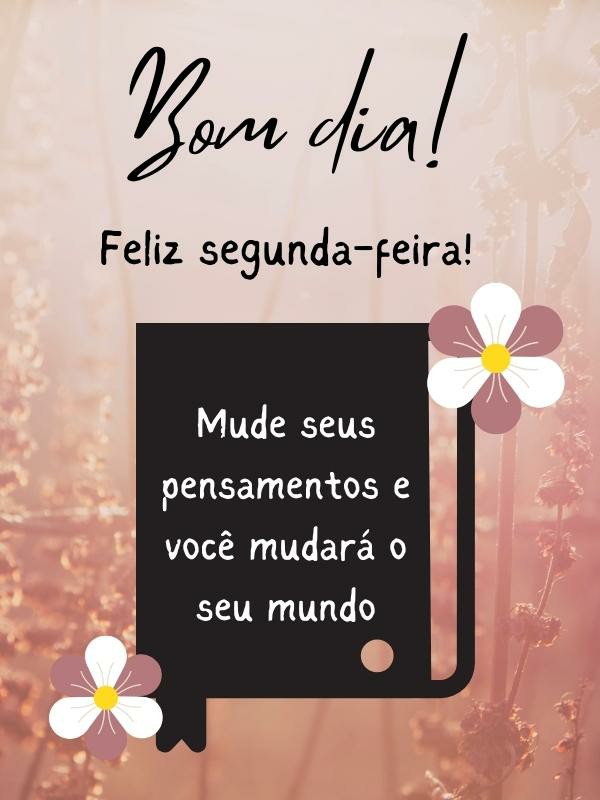 Bom dia!
Feliz segunda-feira!
Mude seus
pensamentos e
você mudará o
seu mundo